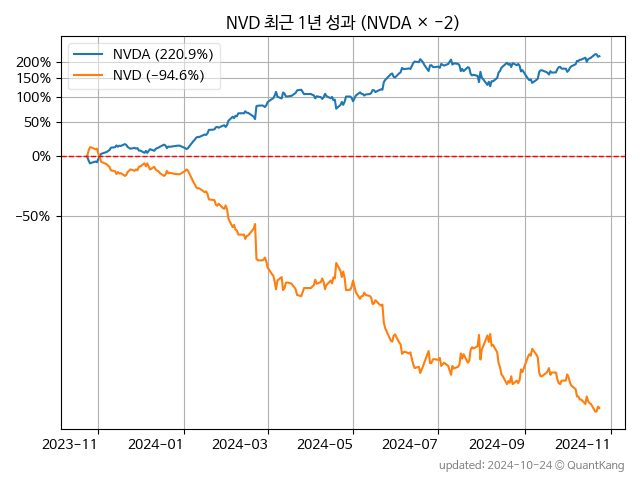 NVD 최근 1년 성과 (NVDA × −2)
NVDA (220.9%)
NVD (−94.6%)
200%
150%
100%
50%
0%
−50%
2023−11 2024−01 2024−03 2024−05 2024−07 2024−09 2024−11
updated: 2024-10-24 © QuantKang